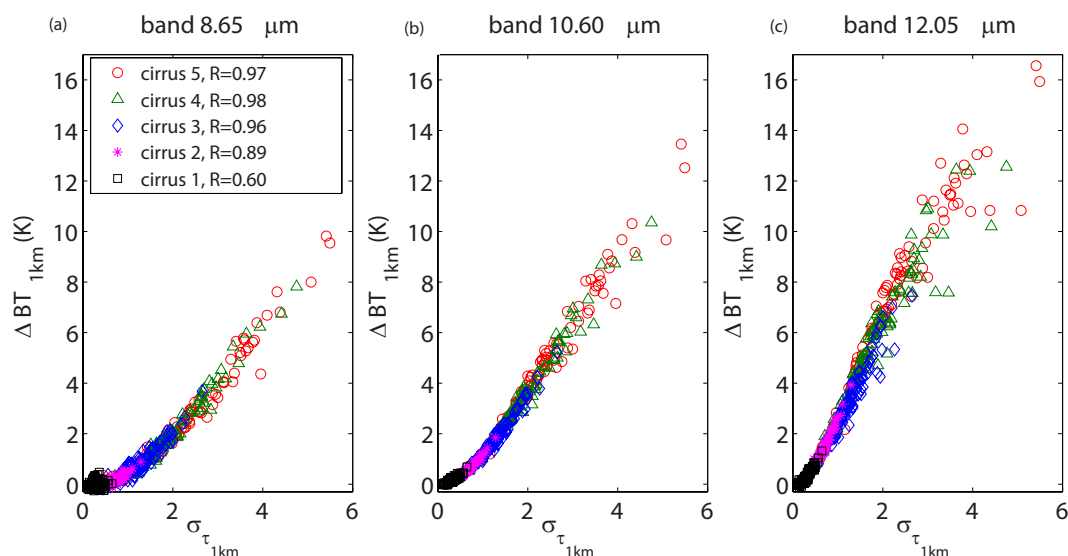 (a) band 8.65 μm
(b) band 10.60 μm
(c) band 12.05 μm
cirrus 5, R=0.97
cirrus 4, R=0.98
cirrus 3, R=0.96
cirrus 2, R=0.89
cirrus 1, R=0.60
Δ BT 1km (K)
16
14
12
10
8
6
4
2
0
0 2 4 6
σ τ 1km
Δ BT 1km (K)
16
14
12
10
8
6
4
2
0
0 2 4 6
σ τ 1km
Δ BT 1km (K)
16
14
12
10
8
6
4
2
0
0 2 4 6
σ τ 1km